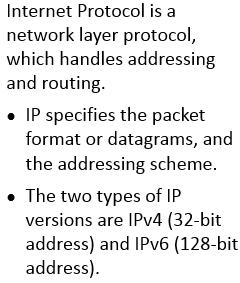 Internet Protocol is a
network layer protocol,
which handles addressing
and routing.
• IP specifies the packet
format or datagrams, and
the addressing scheme.
• The two types of IP
versions are IPv4 (32-bit
address) and IPv6 (128-bit
address).